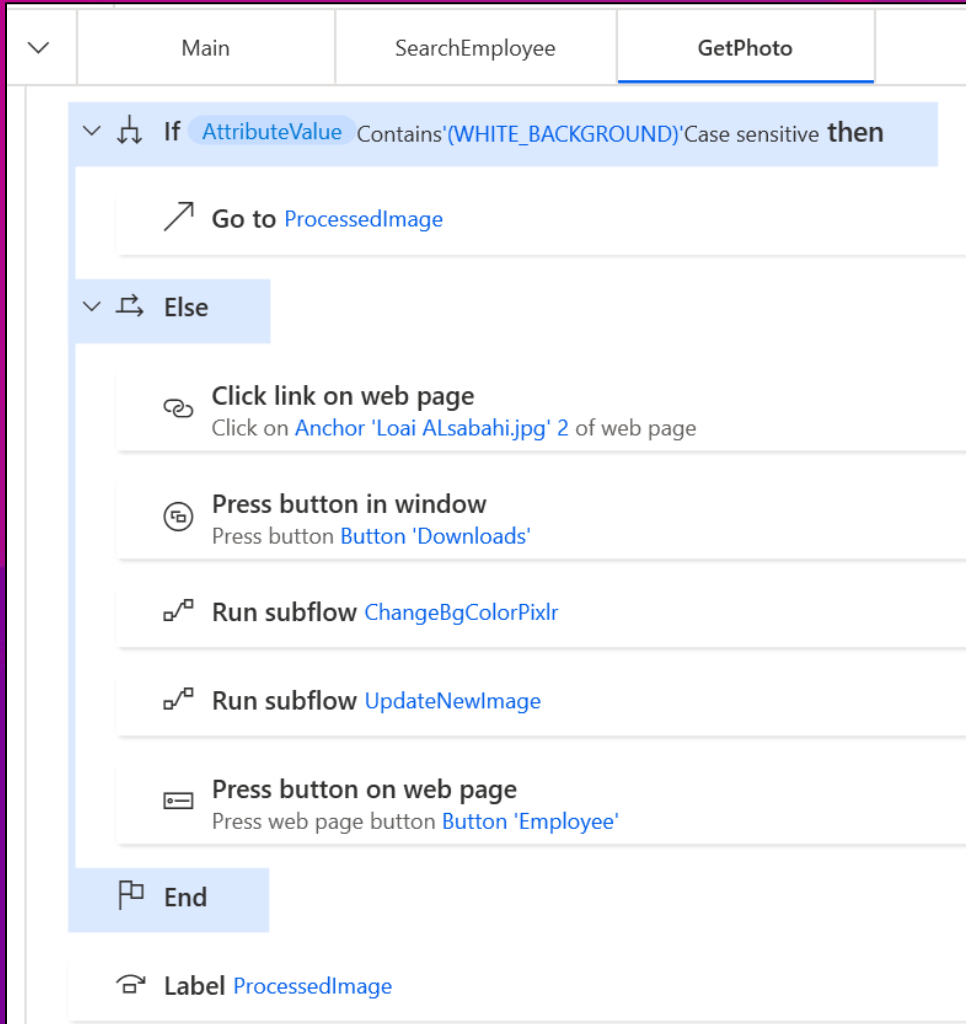 Main SearchEmployee GetPhoto
If AttributeValue Contains'(WHITE_BACKGROUND)'Case sensitive then
Go to ProcessedImage
Else
Click link on web page
Click on Anchor 'Loai ALsabahi.jpg' 2 of web page
Press button in window
Press button Button 'Downloads'
Run subflow ChangeBgColorPixlr
Run subflow UpdateNewImage
Press button on web page
Press web page button Button 'Employee'
End
Label ProcessedImage